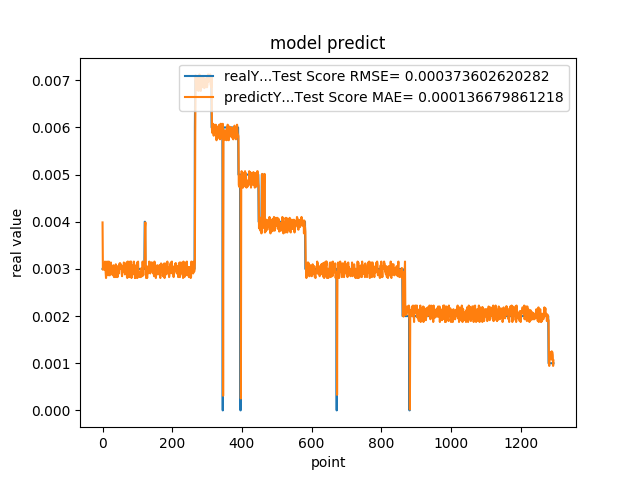 model predict
realY...Test Score RMSE= 0.000373602620282
predictY...Test Score MAE= 0.000136679861218
0.007
0.006
0.005
0.004
0.003
0.002
0.001
0.000
real value
0 200 400 600 800 1000 1200
point